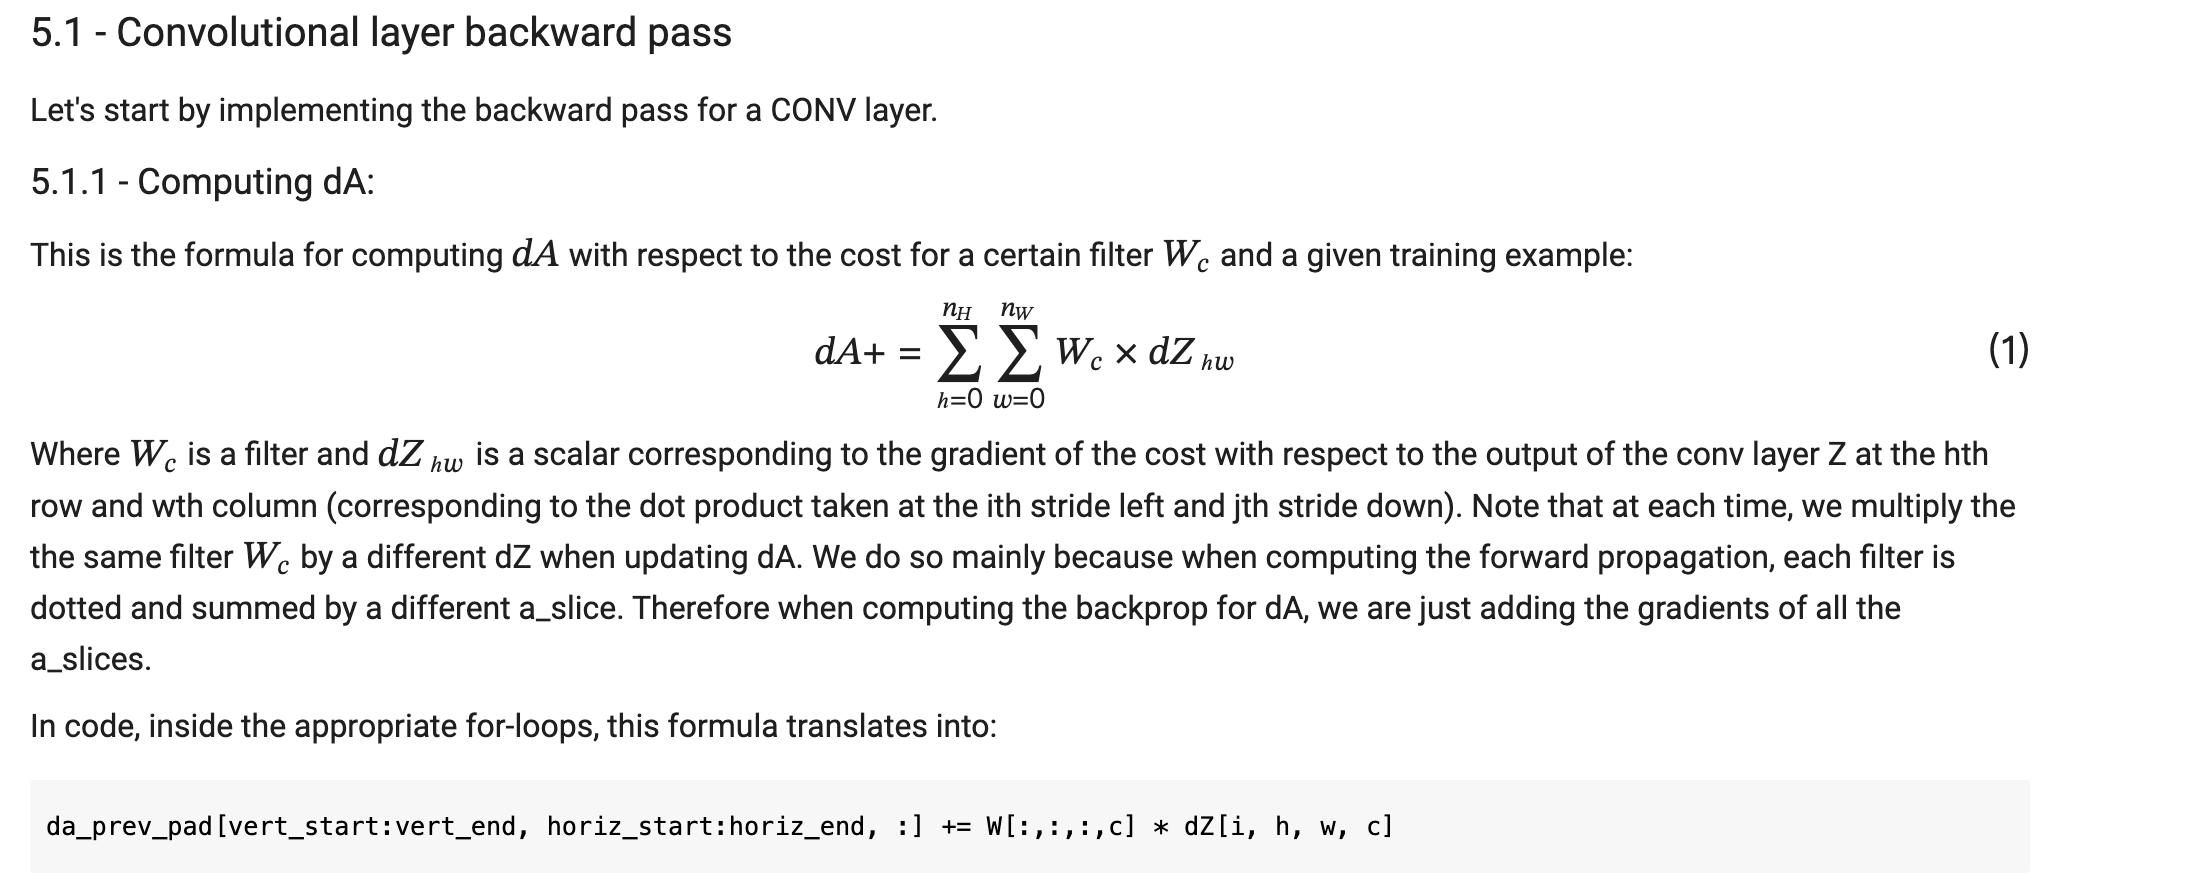 5.1 - Convolutional layer backward pass
Let's start by implementing the backward pass for a CONV layer.
5.1.1 - Computing dA:
This is the formula for computing dA with respect to the cost for a certain filter W_c and a given training example:
dA+ = \sum_{h=0}^{n_H} \sum_{w=0}^{n_W} W_c × dZ_{hw} (1)
Where W_c is a filter and dZ_{hw} is a scalar corresponding to the gradient of the cost with respect to the output of the conv layer Z at the hth
row and wth column (corresponding to the dot product taken at the ith stride left and jth stride down). Note that at each time, we multiply the
the same filter W_c by a different dZ when updating dA. We do so mainly because when computing the forward propagation, each filter is
dotted and summed by a different a_slice. Therefore when computing the backprop for dA, we are just adding the gradients of all the
a_slices.
In code, inside the appropriate for-loops, this formula translates into:
da_prev_pad[vert_start:vert_end, horiz_start:horiz_end, :] += W[:,:,:,c] * dZ[i, h, w, c]